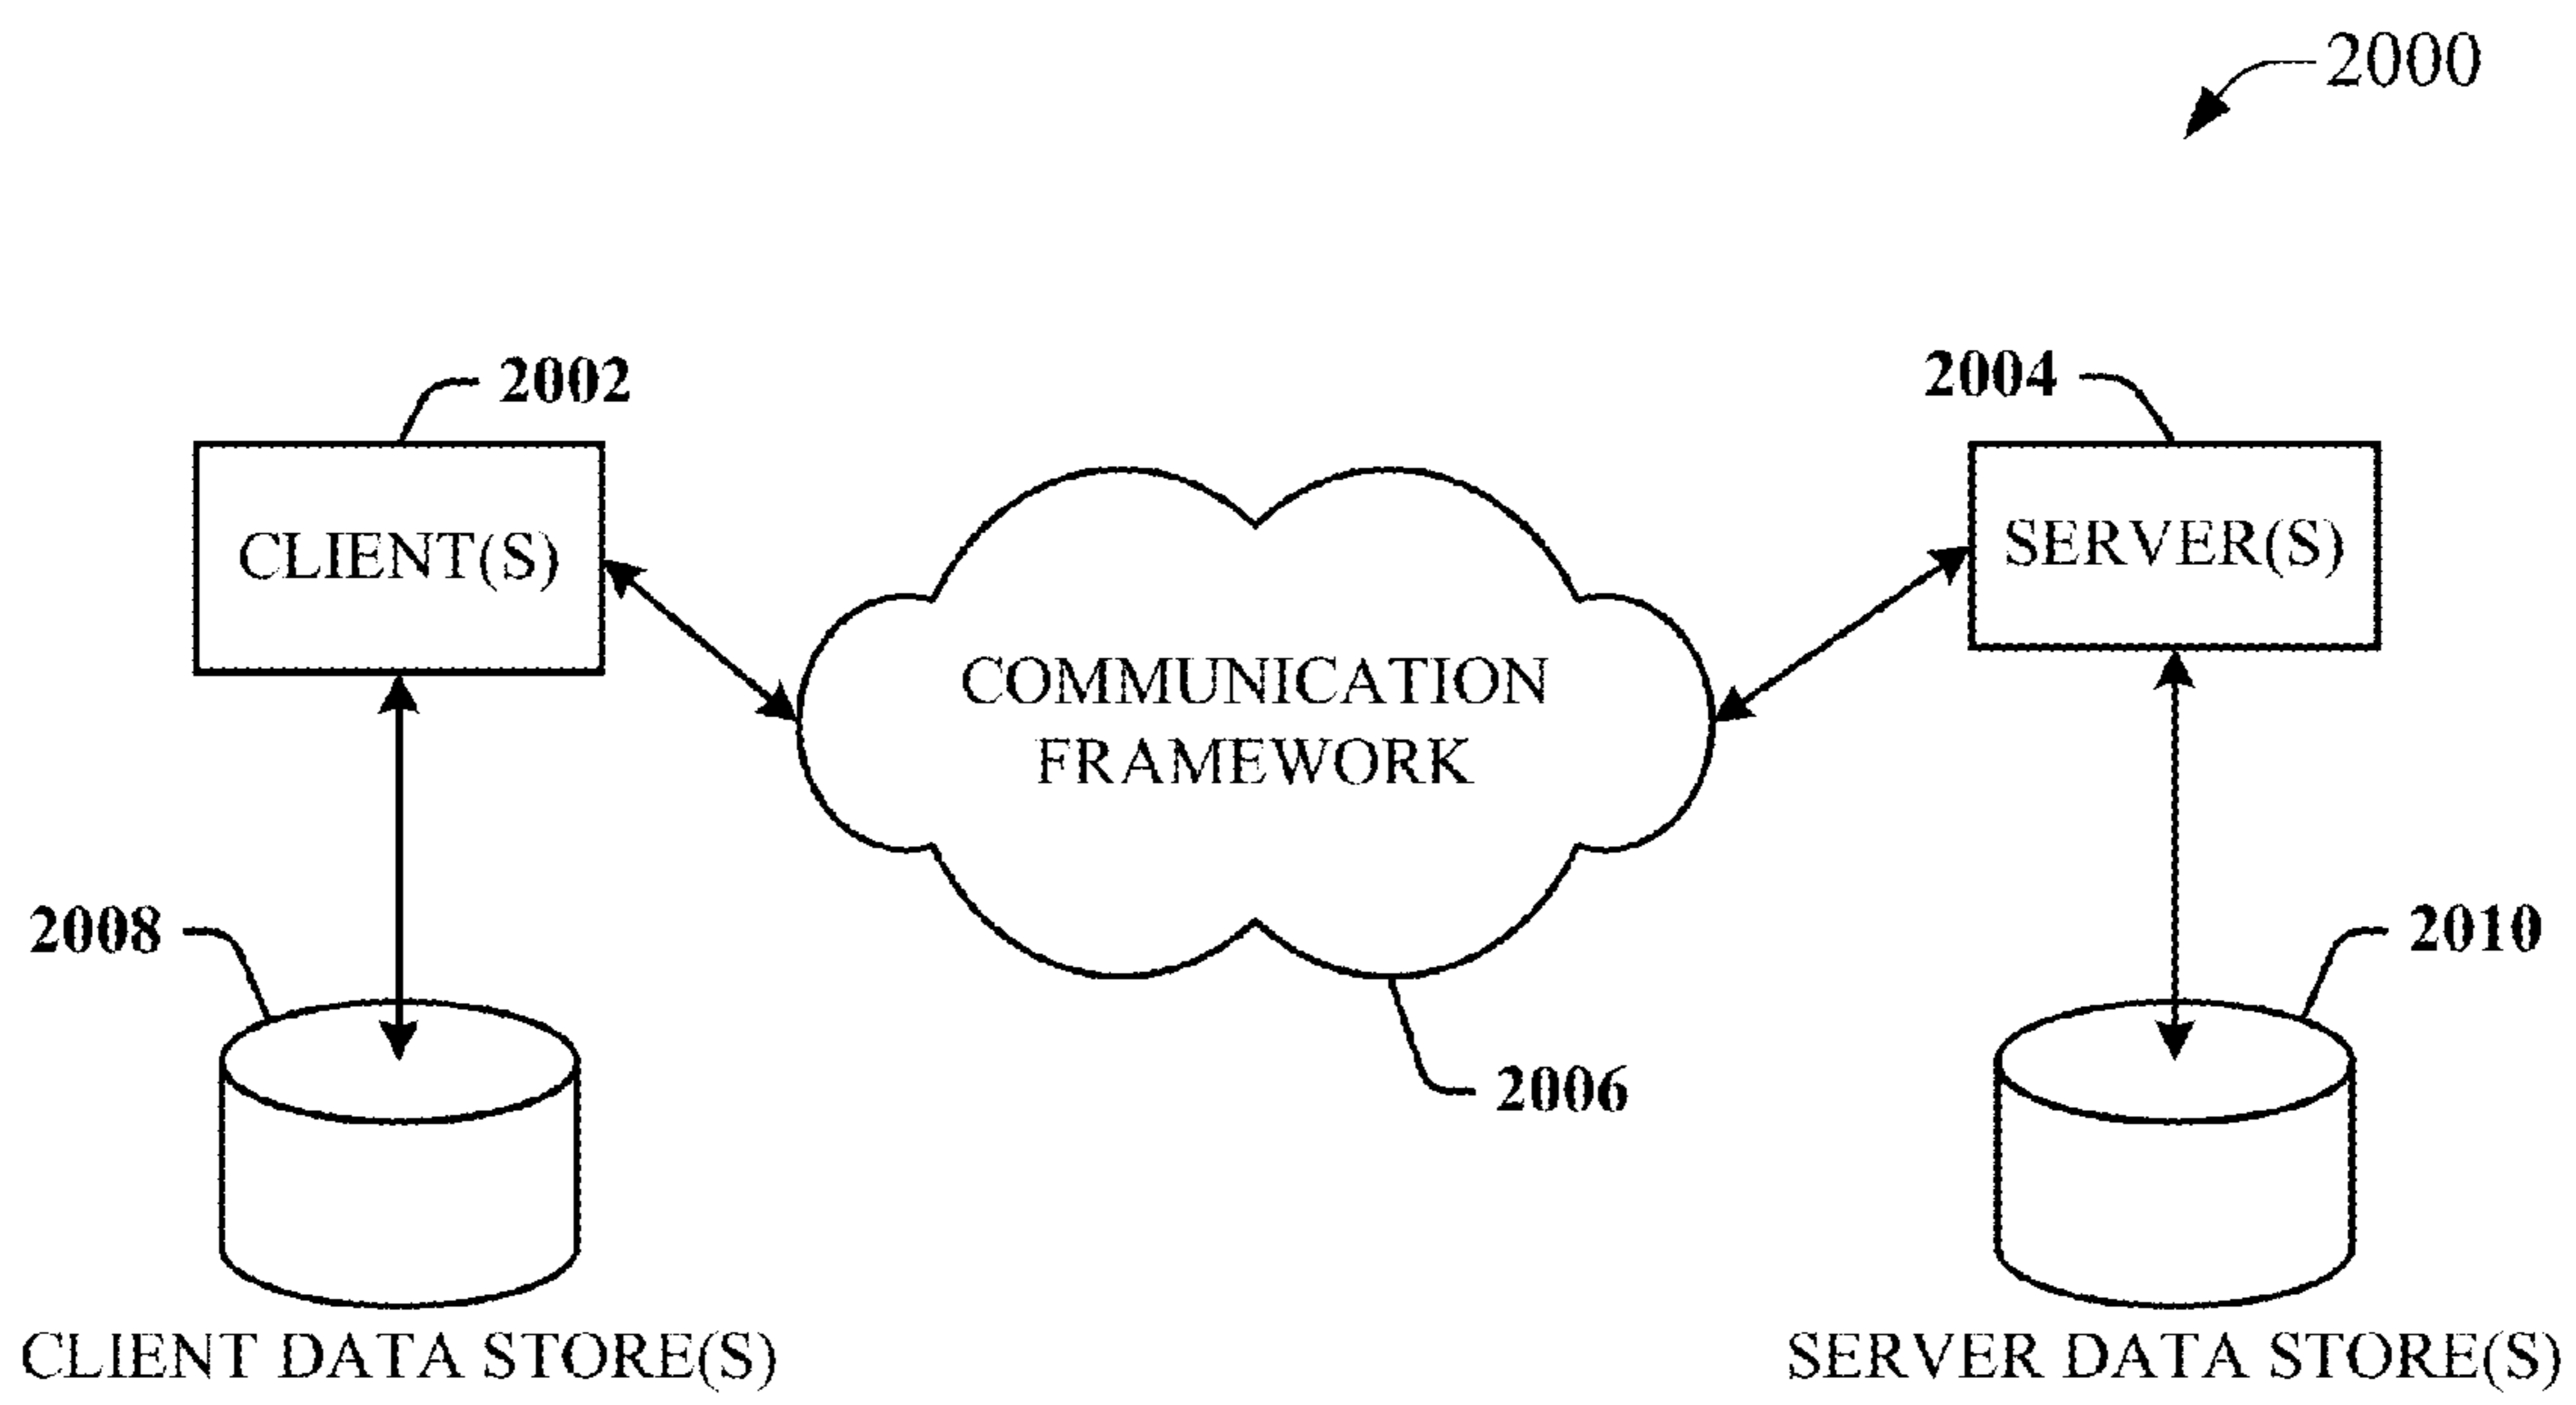 2000
2002
2004
CLIENT(S)
SERVER(S)
COMMUNICATION
FRAMEWORK
2008
2010
2006
CLIENT DATA STORE(S)
SERVER DATA STORE(S)